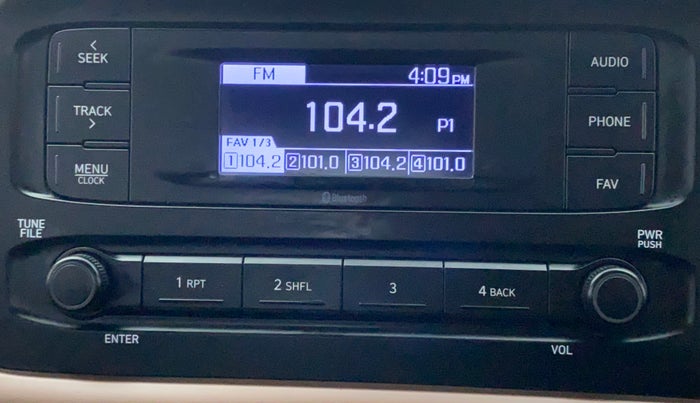 < SEEK
TRACK >
MENU
CLOCK
FM 4:09PM
104.2 P1
FAV 1/3
1 104.2 2 101.0 3 104.2 4 101.0
Bluetooth
AUDIO
PHONE
FAV
TUNE
FILE
PWR
PUSH
1 RPT
2 SHFL
3
4 BACK
ENTER
VOL